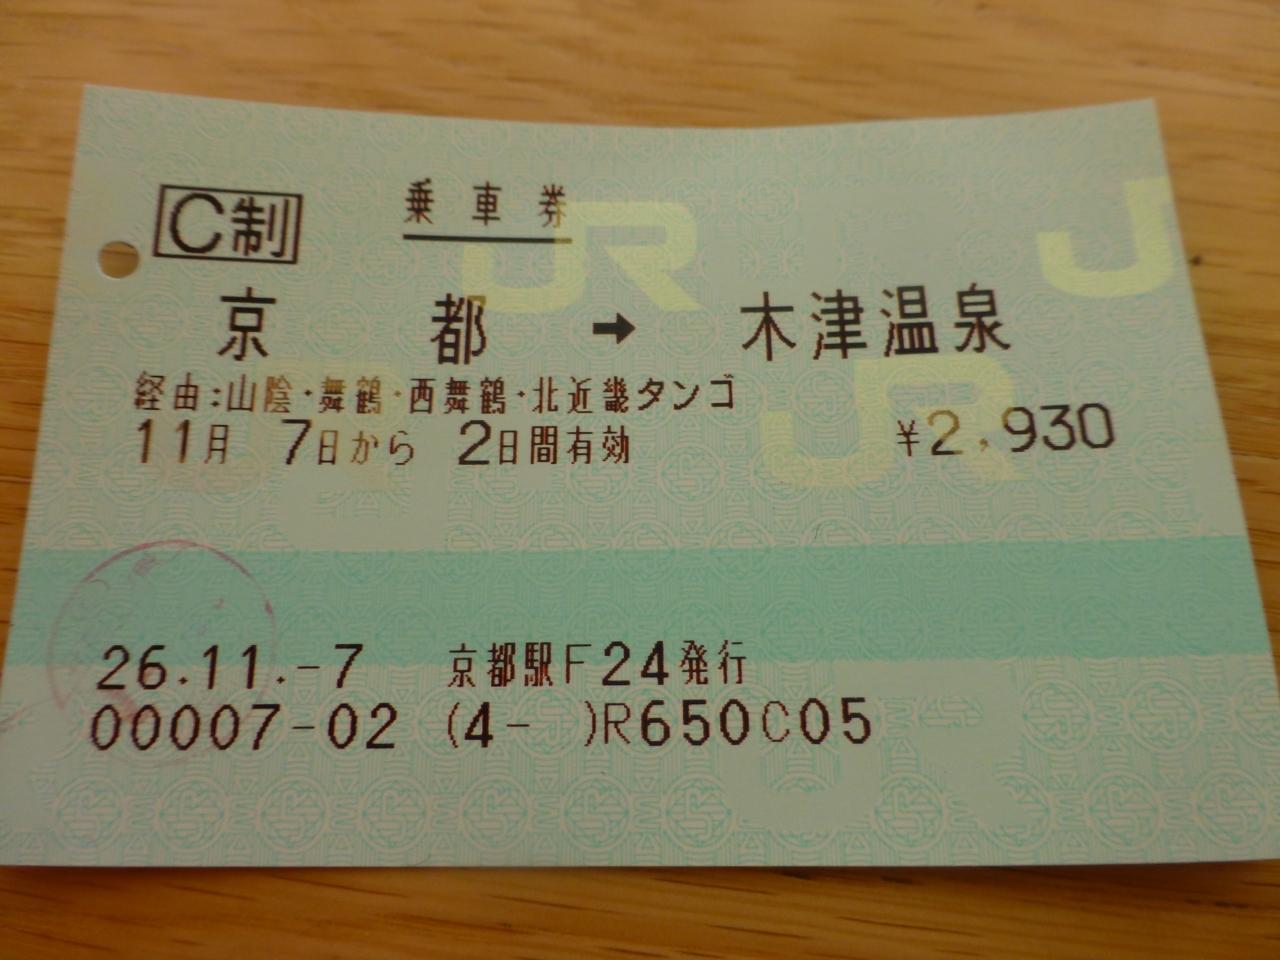 C制 乗車券
京都 → 木津温泉
経由:山陰・舞鶴・西舞鶴・北近畿タンゴ
11月 7日から 2日間有効 ¥2,930
26.11.-7 京都駅F24発行
00007-02 (4- )R650C05